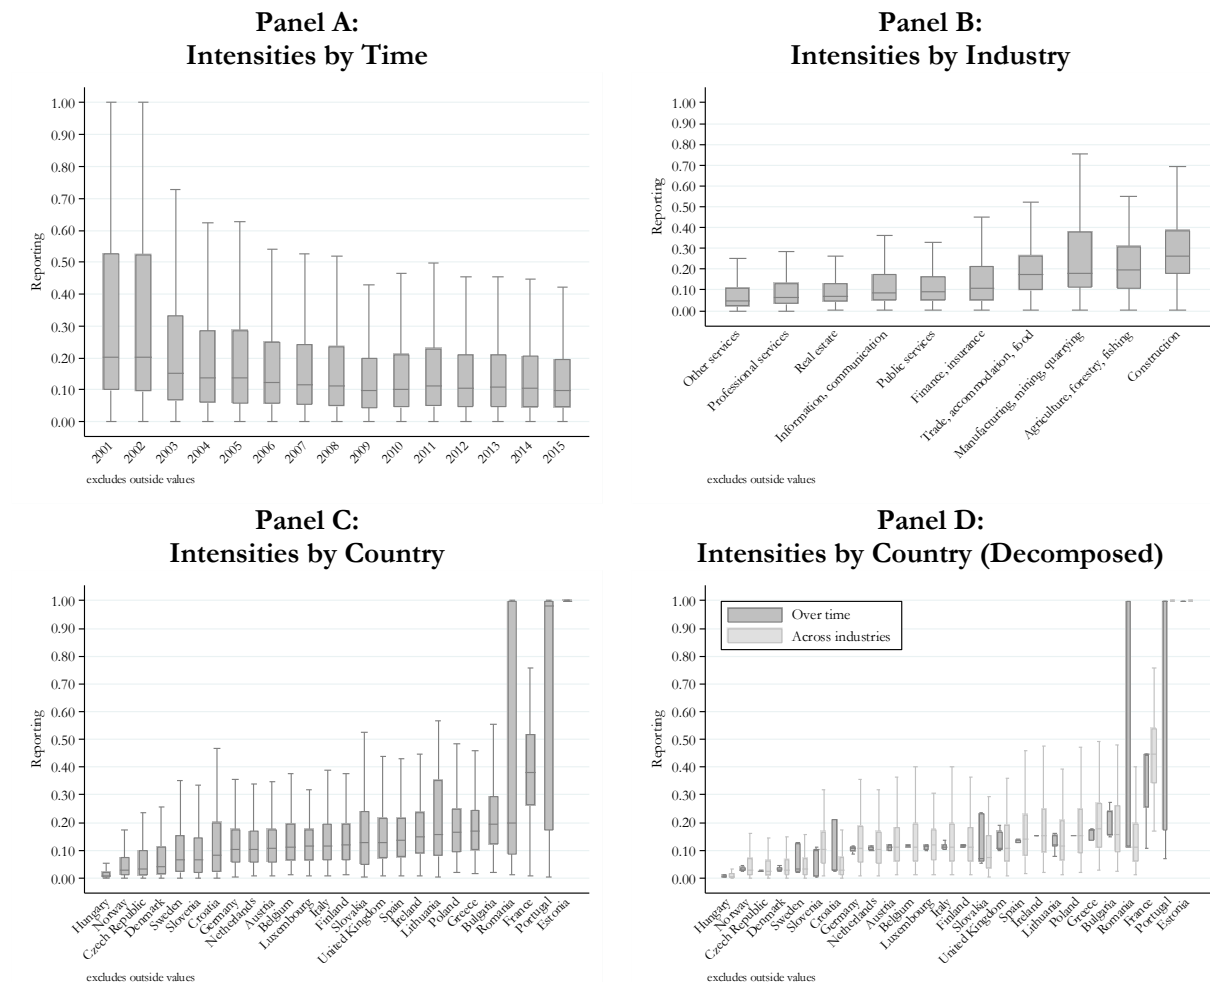 Panel A:
Intensities by Time
Reporting
1.00
0.90
0.80
0.70
0.60
0.50
0.40
0.30
0.20
0.10
0.00
2001
2002
2003
2004
2005
2006
2007
2008
2009
2010
2011
2012
2013
2014
2015
excludes outside values
Panel B:
Intensities by Industry
Reporting
1.00
0.90
0.80
0.70
0.60
0.50
0.40
0.30
0.20
0.10
0.00
Other services
Professional services
Real estate
Information, communication
Public services
Finance, insurance
Trade, accommodation, food
Manufacturing, mining, quarrying
Agriculture, forestry, fishing
Construction
excludes outside values
Panel C:
Intensities by Country
Reporting
1.00
0.90
0.80
0.70
0.60
0.50
0.40
0.30
0.20
0.10
0.00
Hungary
Norway
Czech Republic
Denmark
Sweden
Slovenia
Croatia
Germany
Netherlands
Austria
Belgium
Luxembourg
Italy
Finland
Slovakia
United Kingdom
Spain
Ireland
Lithuania
Poland
Greece
Bulgaria
Romania
France
Portugal
Estonia
excludes outside values
Panel D:
Intensities by Country (Decomposed)
Reporting
1.00
0.90
0.80
0.70
0.60
0.50
0.40
0.30
0.20
0.10
0.00
Over time
Across industries
Hungary
Norway
Czech Republic
Denmark
Sweden
Slovenia
Croatia
Germany
Netherlands
Austria
Belgium
Luxembourg
Italy
Finland
Slovakia
United Kingdom
Spain
Ireland
Lithuania
Poland
Greece
Bulgaria
Romania
France
Portugal
Estonia
excludes outside values